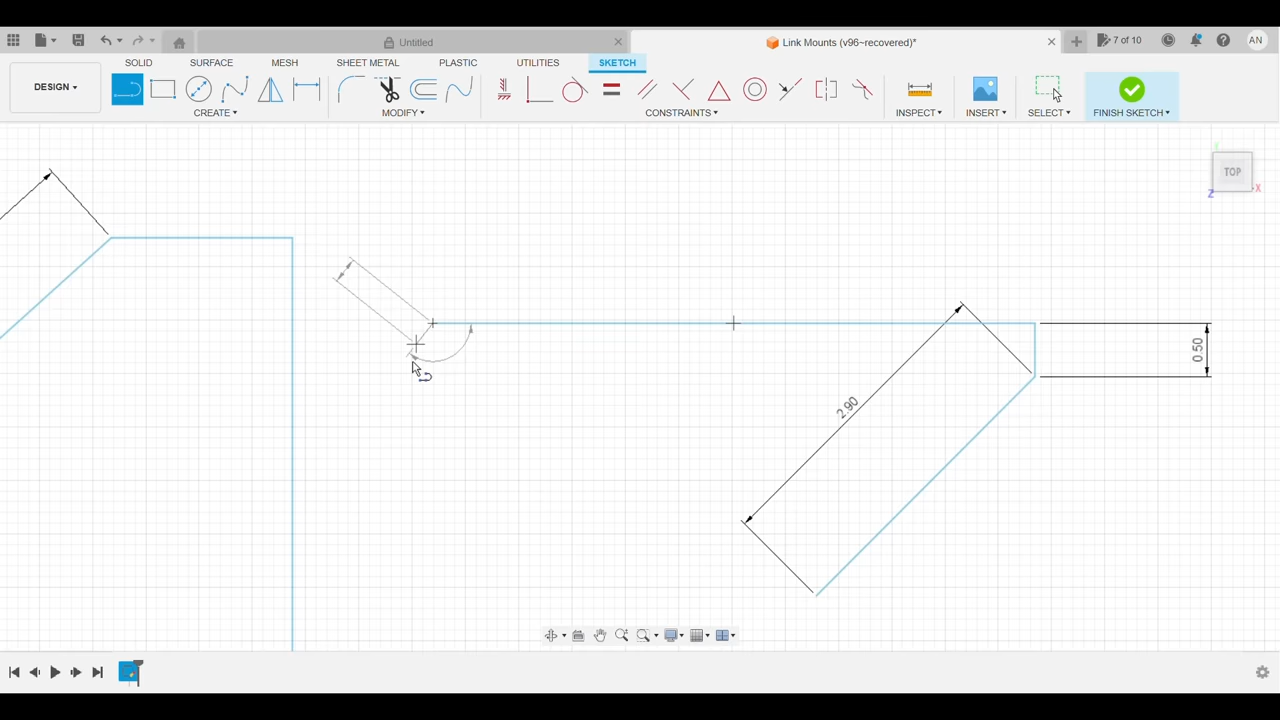 Untitled
Link Mounts (v96~recovered)*
7 of 10
AN
DESIGN
SOLID
SURFACE
MESH
SHEET METAL
PLASTIC
UTILITIES
SKETCH
CREATE
MODIFY
CONSTRAINTS
INSPECT
INSERT
SELECT
FINISH SKETCH
TOP
Y
X
Z
0.50
2.90